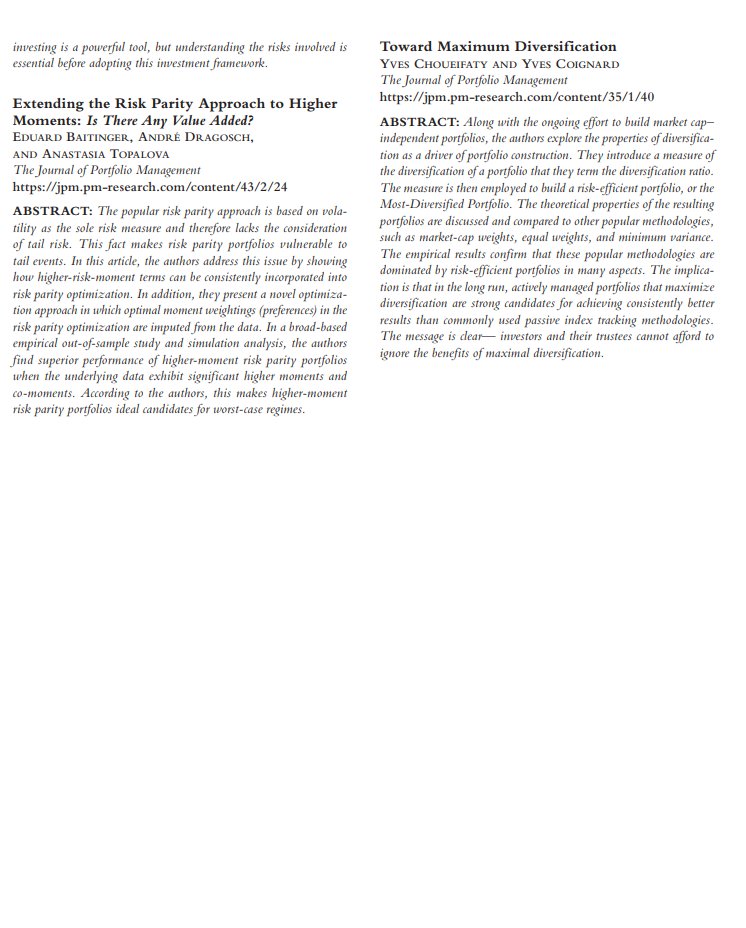 investing is a powerful tool, but understanding the risks involved is
essential before adopting this investment framework.
Extending the Risk Parity Approach to Higher
Moments: Is There Any Value Added?
EDUARD BAITINGER, ANDRÉ DRAGOSCH,
AND ANASTASIA TOPALOVA
The Journal of Portfolio Management
https://jpm.pm-research.com/content/43/2/24
ABSTRACT: The popular risk parity approach is based on vola-
tility as the sole risk measure and therefore lacks the consideration
of tail risk. This fact makes risk parity portfolios vulnerable to
tail events. In this article, the authors address this issue by showing
how higher-risk-moment terms can be consistently incorporated into
risk parity optimization. In addition, they present a novel optimiza-
tion approach in which optimal moment weightings (preferences) in the
risk parity optimization are imputed from the data. In a broad-based
empirical out-of-sample study and simulation analysis, the authors
find superior performance of higher-moment risk parity portfolios
when the underlying data exhibit significant higher moments and
co-moments. According to the authors, this makes higher-moment
risk parity portfolios ideal candidates for worst-case regimes.
Toward Maximum Diversification
YVES CHOUEIFATY AND YVES COIGNARD
The Journal of Portfolio Management
https://jpm.pm-research.com/content/35/1/40
ABSTRACT: Along with the ongoing effort to build market cap–
independent portfolios, the authors explore the properties of diversifica-
tion as a driver of portfolio construction. They introduce a measure of
the diversification of a portfolio that they term the diversification ratio.
The measure is then employed to build a risk-efficient portfolio, or the
Most-Diversified Portfolio. The theoretical properties of the resulting
portfolios are discussed and compared to other popular methodologies,
such as market-cap weights, equal weights, and minimum variance.
The empirical results confirm that these popular methodologies are
dominated by risk-efficient portfolios in many aspects. The implica-
tion is that in the long run, actively managed portfolios that maximize
diversification are strong candidates for achieving consistently better
results than commonly used passive index tracking methodologies.
The message is clear— investors and their trustees cannot afford to
ignore the benefits of maximal diversification.